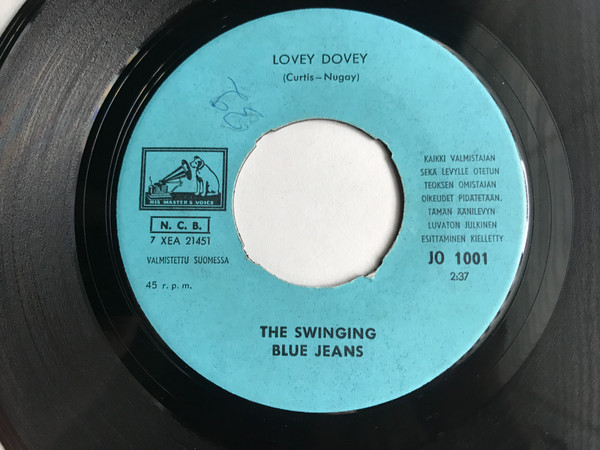 LOVEY DOVEY
(Curtis – Nugay)
HIS MASTER'S VOICE
N. C. B.
7 XEA 21451
VALMISTETTU SUOMESSA
45 r. p. m.
KAIKKI VALMISTAJAN
SEKÄ LEVYLLE OTETUN
TEOKSEN OMISTAJAN
OIKEUDET PIDÄTETÄÄN.
TÄMÄN ÄÄNILEVYN
LUVATON JULKINEN
ESITTÄMINEN KIELLETTY
JO 1001
2:37
THE SWINGING
BLUE JEANS